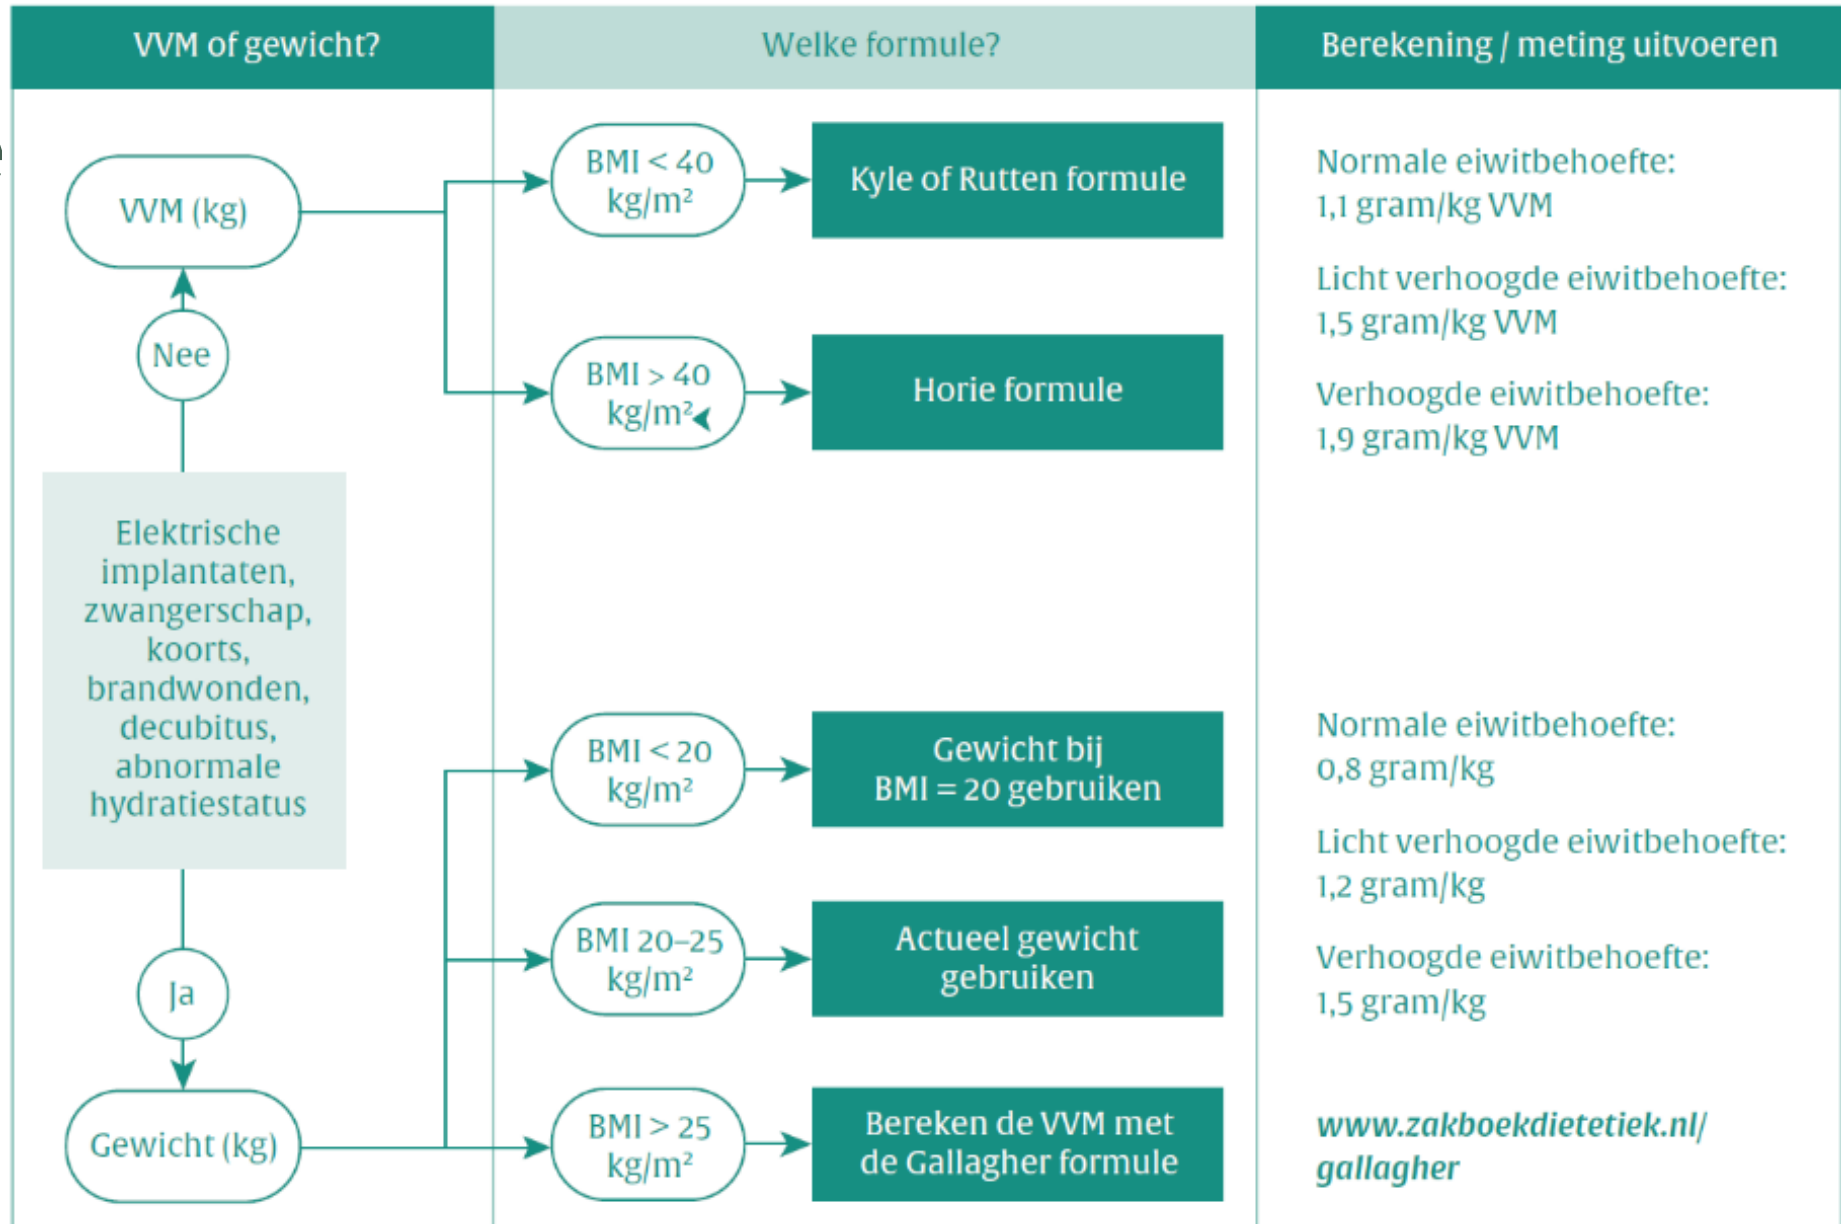 VVM of gewicht?
Welke formule?
Berekening / meting uitvoeren
VVM (kg)
Nee
Elektrische
implantaten,
zwangerschap,
koorts,
brandwonden,
decubitus,
abnormale
hydratiestatus
Ja
Gewicht (kg)
BMI < 40
kg/m²
Kyle of Rutten formule
BMI > 40
kg/m²
Horie formule
BMI < 20
kg/m²
Gewicht bij
BMI = 20 gebruiken
BMI 20–25
kg/m²
Actueel gewicht
gebruiken
BMI > 25
kg/m²
Bereken de VVM met
de Gallagher formule
Normale eiwitbehoefte:
1,1 gram/kg VVM
Licht verhoogde eiwitbehoefte:
1,5 gram/kg VVM
Verhoogde eiwitbehoefte:
1,9 gram/kg VVM
Normale eiwitbehoefte:
0,8 gram/kg
Licht verhoogde eiwitbehoefte:
1,2 gram/kg
Verhoogde eiwitbehoefte:
1,5 gram/kg
www.zakboekdietetiek.nl/
gallagher